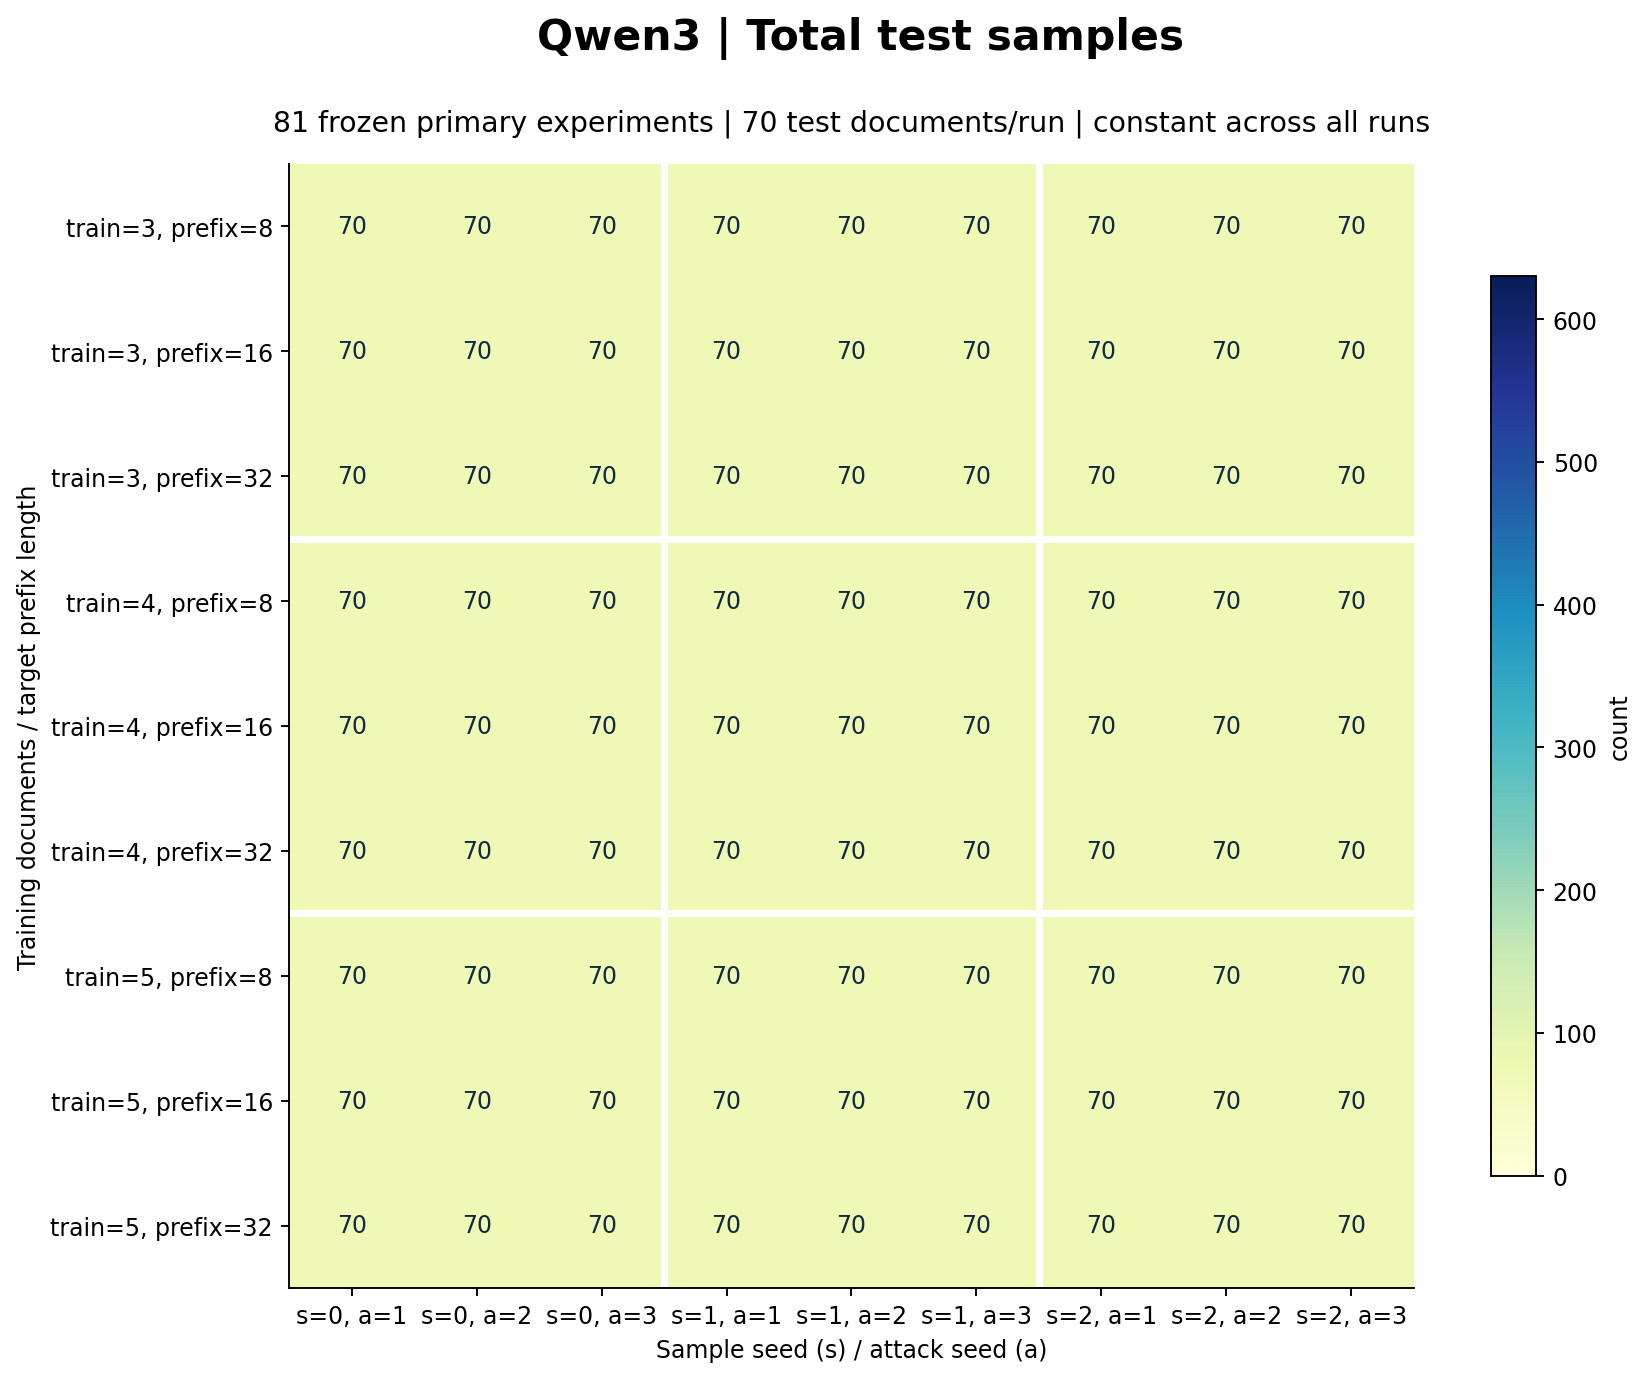 Qwen3 | Total test samples
81 frozen primary experiments | 70 test documents/run | constant across all runs
Training documents / target prefix length
train=3, prefix=8 70 70 70 70 70 70 70 70 70
train=3, prefix=16 70 70 70 70 70 70 70 70 70
train=3, prefix=32 70 70 70 70 70 70 70 70 70
train=4, prefix=8 70 70 70 70 70 70 70 70 70
train=4, prefix=16 70 70 70 70 70 70 70 70 70
train=4, prefix=32 70 70 70 70 70 70 70 70 70
train=5, prefix=8 70 70 70 70 70 70 70 70 70
train=5, prefix=16 70 70 70 70 70 70 70 70 70
train=5, prefix=32 70 70 70 70 70 70 70 70 70
s=0, a=1 s=0, a=2 s=0, a=3 s=1, a=1 s=1, a=2 s=1, a=3 s=2, a=1 s=2, a=2 s=2, a=3
Sample seed (s) / attack seed (a)
600
500
400
300
200
100
0
count